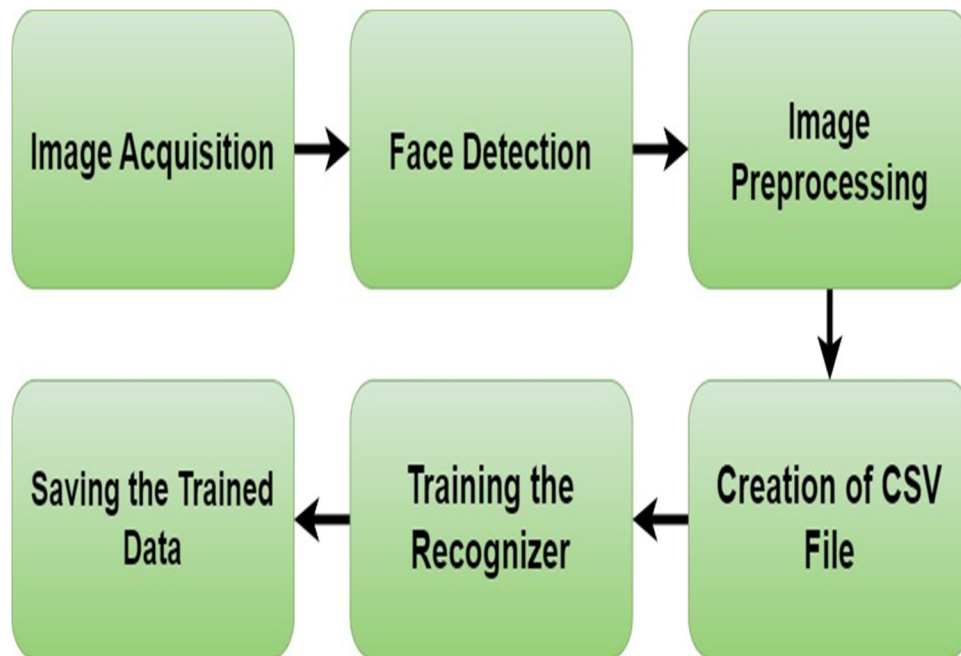 Image Acquisition
Face Detection
Image
Preprocessing
Creation of CSV
File
Training the
Recognizer
Saving the Trained
Data